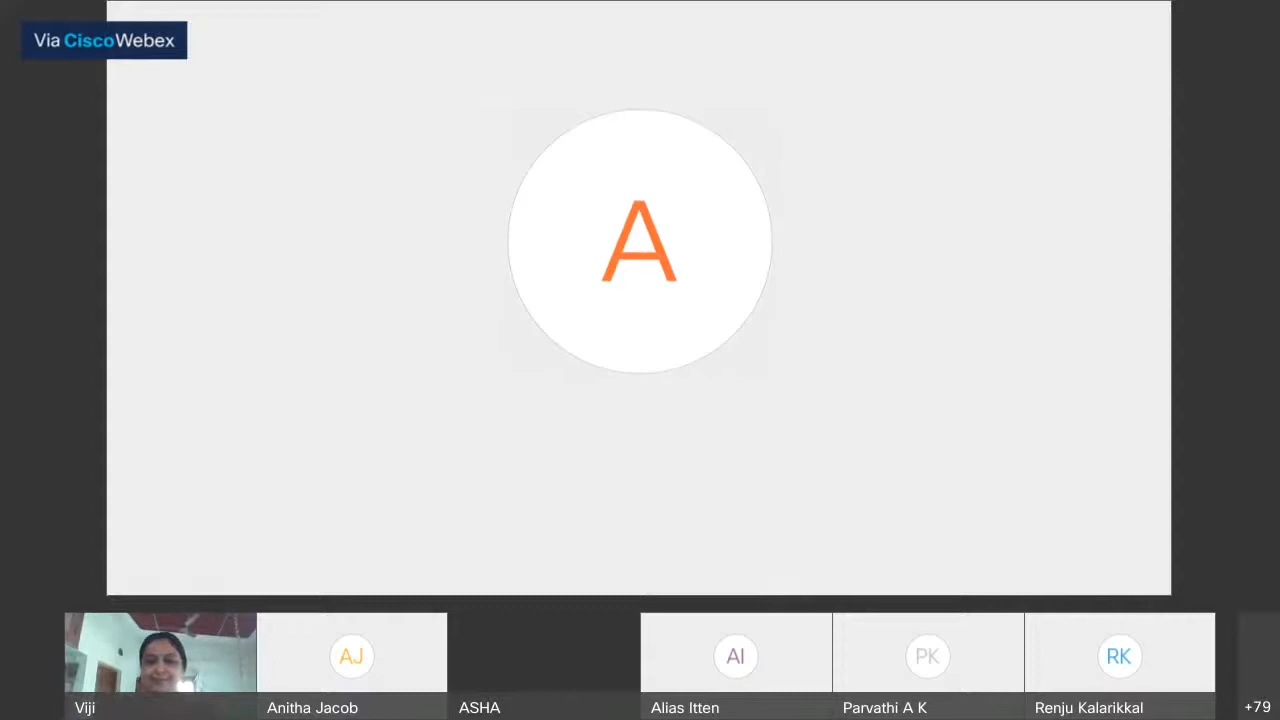 Via CiscoWebex
A
AJ
AI
PK
RK
Viji
Anitha Jacob
ASHA
Alias Itten
Parvathi A K
Renju Kalarikkal
+79